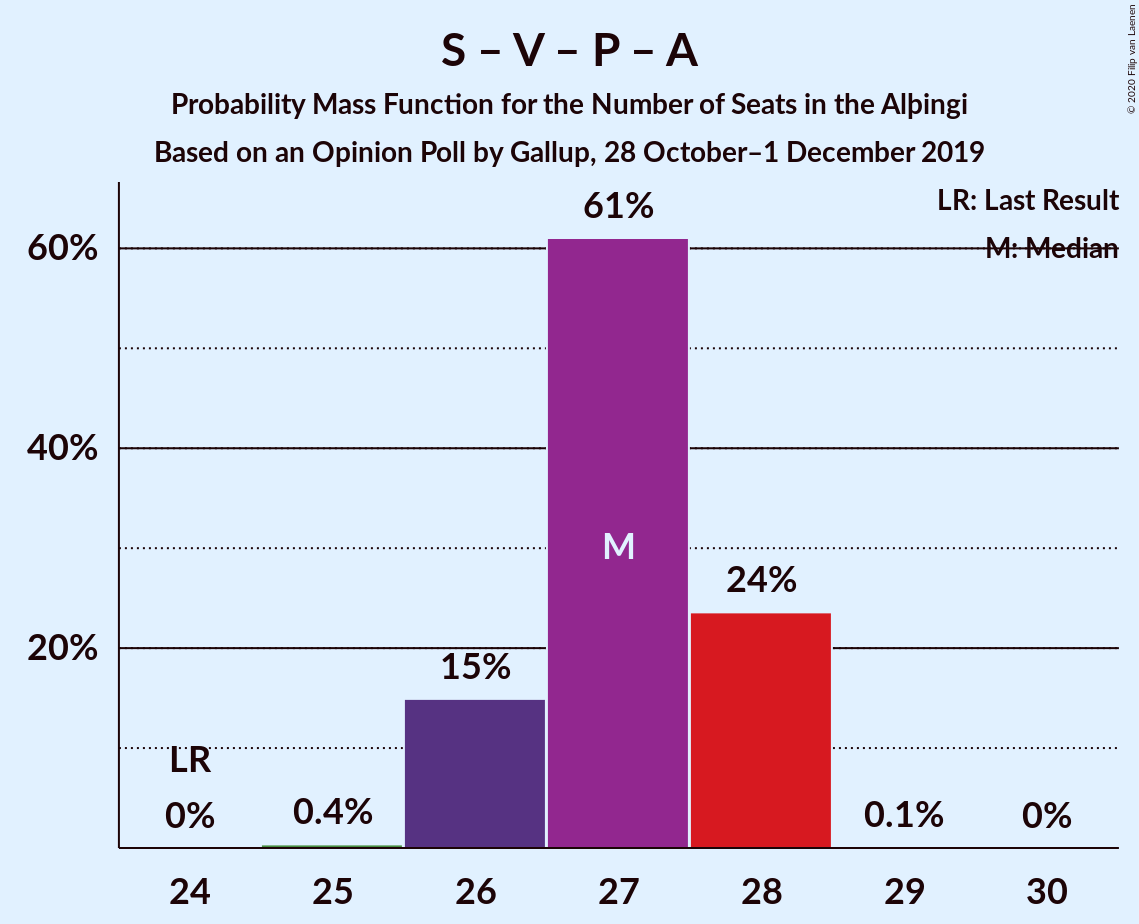 S – V – P – A
Probability Mass Function for the Number of Seats in the Alþingi
Based on an Opinion Poll by Gallup, 28 October–1 December 2019
© 2020 Filip van Laenen
LR: Last Result
M: Median
60%
40%
20%
LR
0%
0.4%
15%
61%
M
24%
0.1%
0%
24 25 26 27 28 29 30